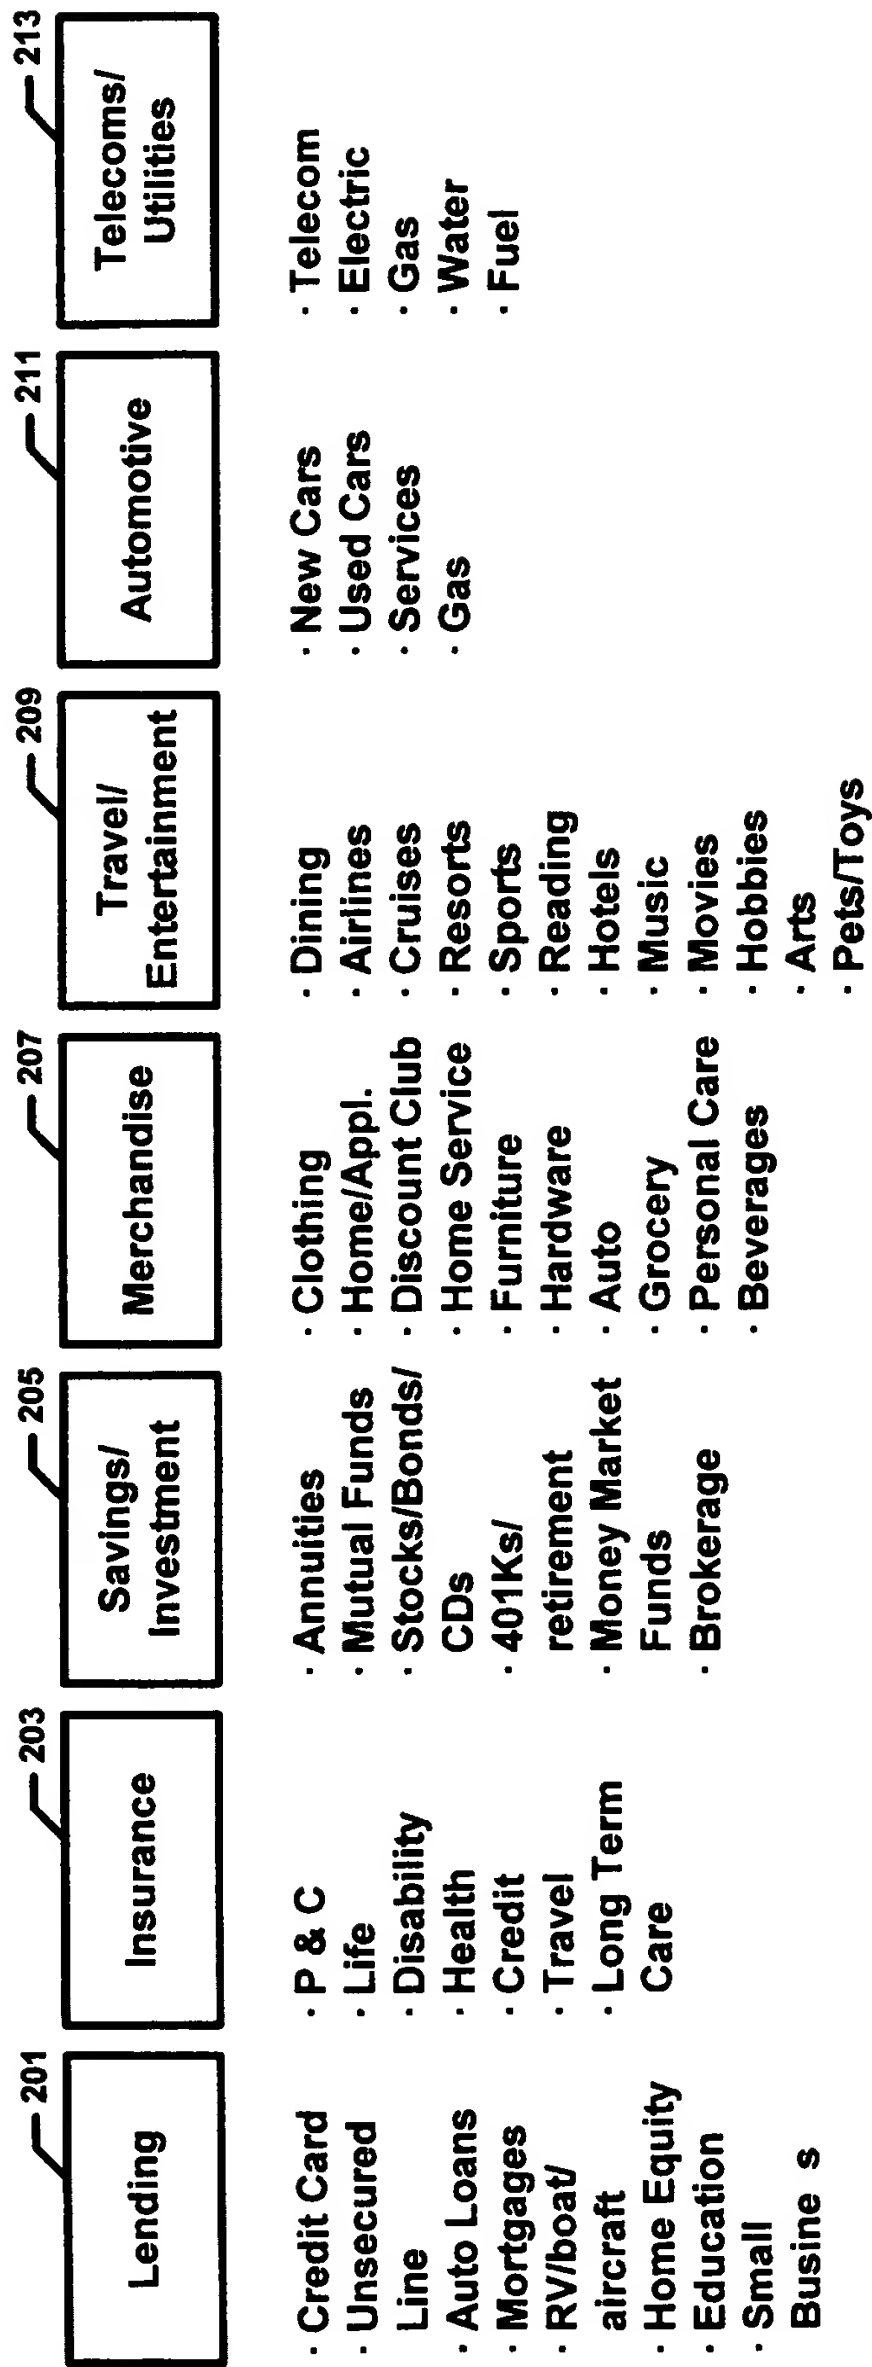 201
Lending
· Credit Card
· Unsecured
Line
· Auto Loans
· Mortgages
· RV/boat/
aircraft
· Home Equity
· Education
· Small
Busine s
203
Insurance
· P & C
· Life
· Disability
· Health
· Credit
· Travel
· Long Term
Care
205
Savings/
Investment
· Annuities
· Mutual Funds
· Stocks/Bonds/
CDs
· 401Ks/
retirement
· Money Market
Funds
· Brokerage
207
Merchandise
· Clothing
· Home/Appl.
· Discount Club
· Home Service
· Furniture
· Hardware
· Auto
· Grocery
· Personal Care
· Beverages
209
Travel/
Entertainment
· Dining
· Airlines
· Cruises
· Resorts
· Sports
· Reading
· Hotels
· Music
· Movies
· Hobbies
· Arts
· Pets/Toys
211
Automotive
· New Cars
· Used Cars
· Services
· Gas
213
Telecoms/
Utilities
· Telecom
· Electric
· Gas
· Water
· Fuel